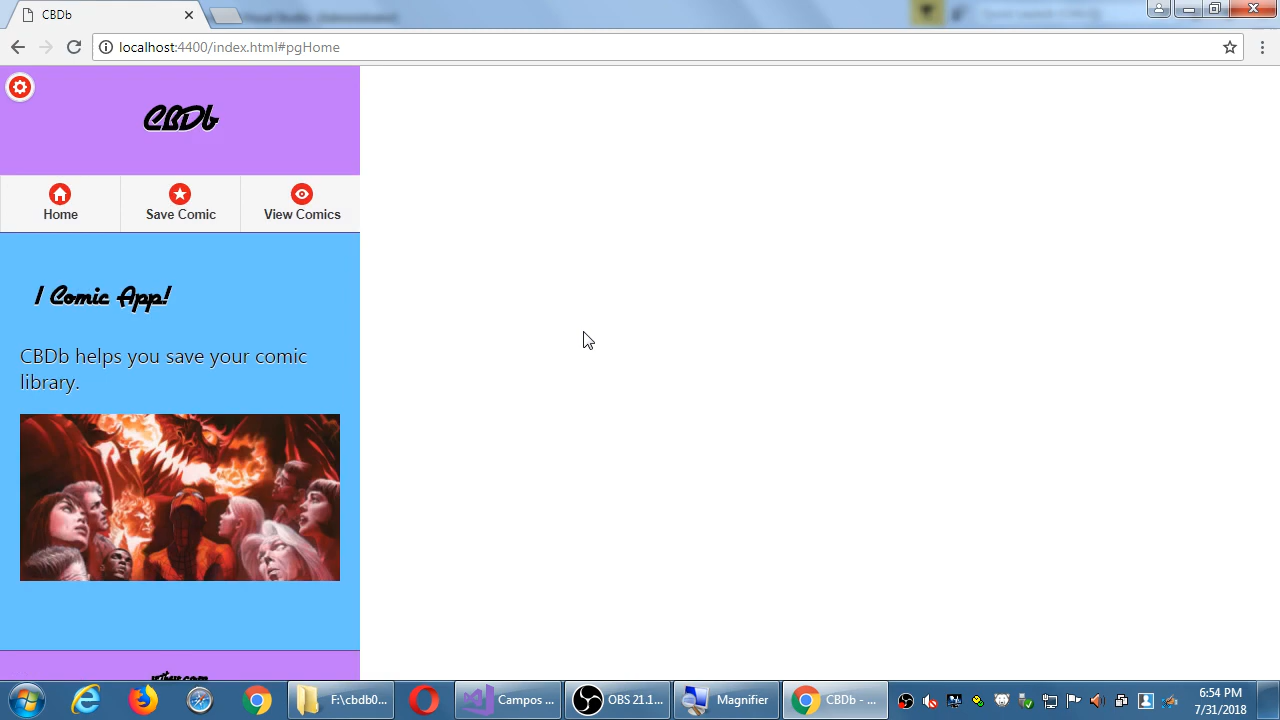 CBDb
localhost:4400/index.html#pgHome
CBDb
Home
Save Comic
View Comics
I Comic App!
CBDb helps you save your comic
library.
F:\cbdb0...
Campos ...
OBS 21.1...
Magnifier
CBDb - ...
6:54 PM
7/31/2018